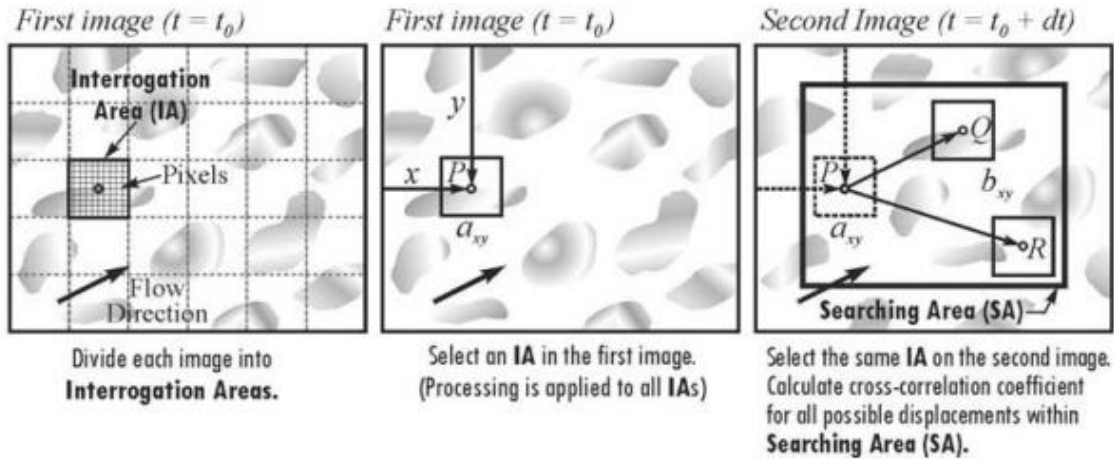 First image (t = t₀)
Interrogation
Area (IA)
Pixels
Flow
Direction
Divide each image into
Interrogation Areas.
First image (t = t₀)
y
x
P
aₓᵧ
Select an IA in the first image.
(Processing is applied to all IAs)
Second Image (t = t₀ + dt)
Q
P
bₓᵧ
aₓᵧ
R
Searching Area (SA)
Select the same IA on the second image.
Calculate cross-correlation coefficient
for all possible displacements within
Searching Area (SA).